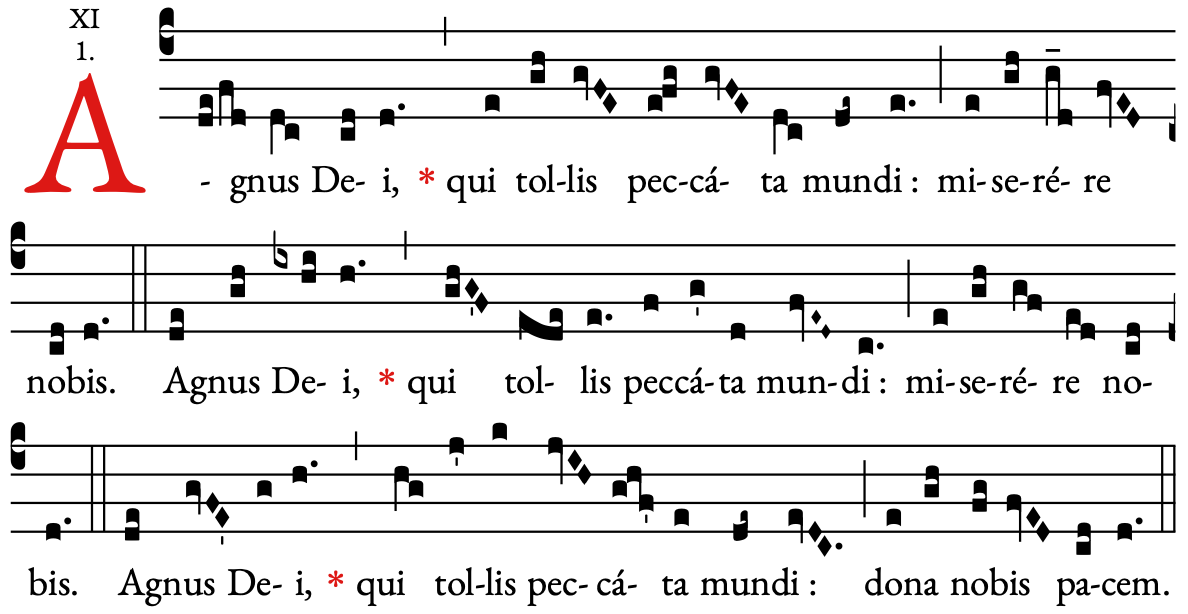 XI
1.
A- gnus De- i, * qui tol-lis pec-cá- ta mundi : mi-se-ré- re
nobis. Agnus De- i, * qui tol- lis peccá-ta mun-di : mi-se-ré- re no-
bis. Agnus De- i, * qui tol-lis pec-cá- ta mundi : dona nobis pa-cem.